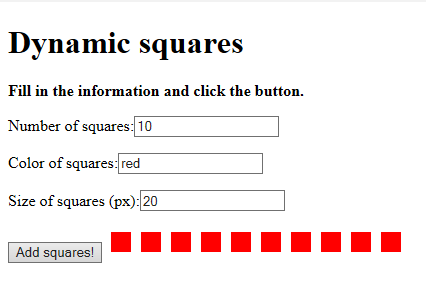 Dynamic squares
Fill in the information and click the button.
Number of squares: 10
Color of squares: red
Size of squares (px): 20
Add squares!